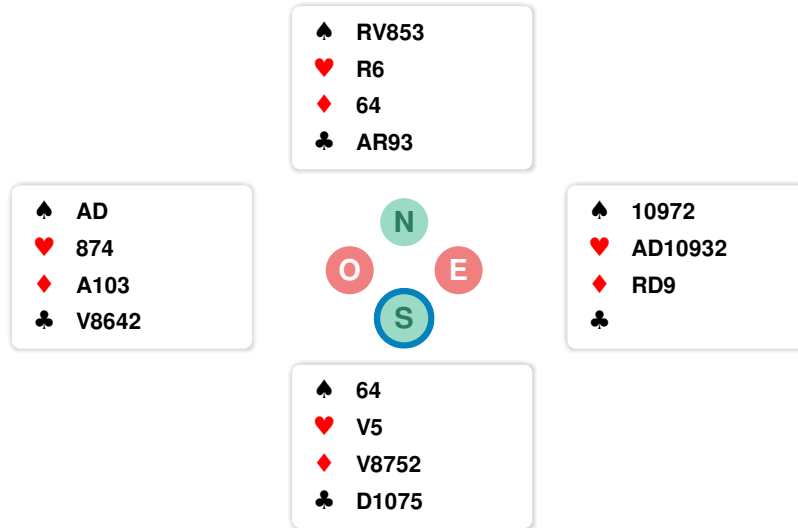 ♠ RV853
♥ R6
♦ 64
♣ AR93
♠ AD
♥ 874
♦ A103
♣ V8642
N
O E
S
♠ 10972
♥ AD10932
♦ RD9
♣
♠ 64
♥ V5
♦ V8752
♣ D1075